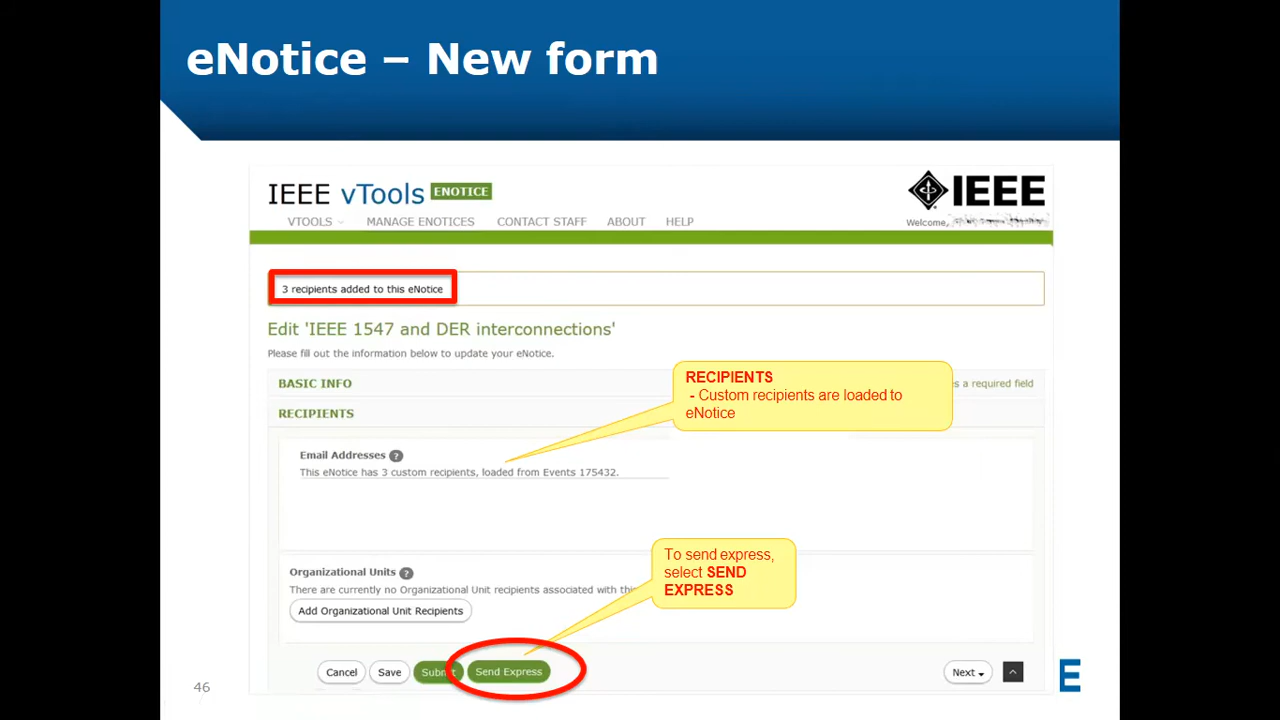 eNotice – New form
IEEE vTools ENOTICE
IEEE
VTOOLS MANAGE ENOTICES CONTACT STAFF ABOUT HELP
Welcome,
3 recipients added to this eNotice
Edit 'IEEE 1547 and DER interconnections'
Please fill out the information below to update your eNotice.
BASIC INFO
a required field
RECIPIENTS
- Custom recipients are loaded to
eNotice
RECIPIENTS
Email Addresses ?
This eNotice has 3 custom recipients, loaded from Events 175432.
To send express,
select SEND
EXPRESS
Organizational Units ?
There are currently no Organizational Unit recipients associated with
Add Organizational Unit Recipients
Cancel Save Submit Send Express Next
E
46